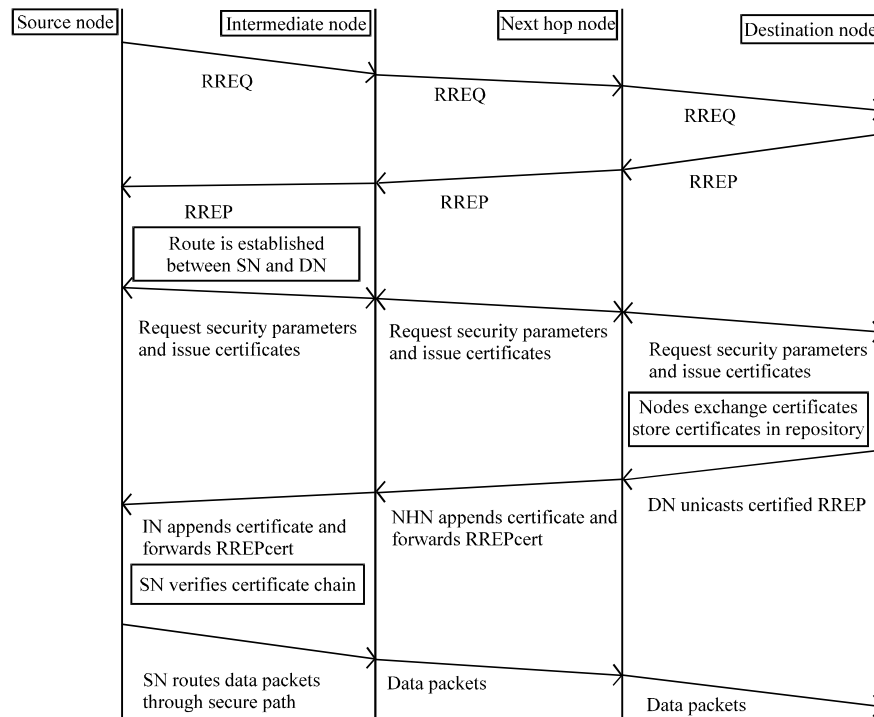 Source node
Intermediate node
Next hop node
Destination node
RREQ
RREQ
RREQ
RREP
RREP
RREP
Route is established
between SN and DN
Request security parameters
and issue certificates
Request security parameters
and issue certificates
Request security parameters
and issue certificates
Nodes exchange certificates
store certificates in repository
DN unicasts certified RREP
NHN appends certificate and
forwards RREPcert
IN appends certificate and
forwards RREPcert
SN verifies certificate chain
SN routes data packets
through secure path
Data packets
Data packets